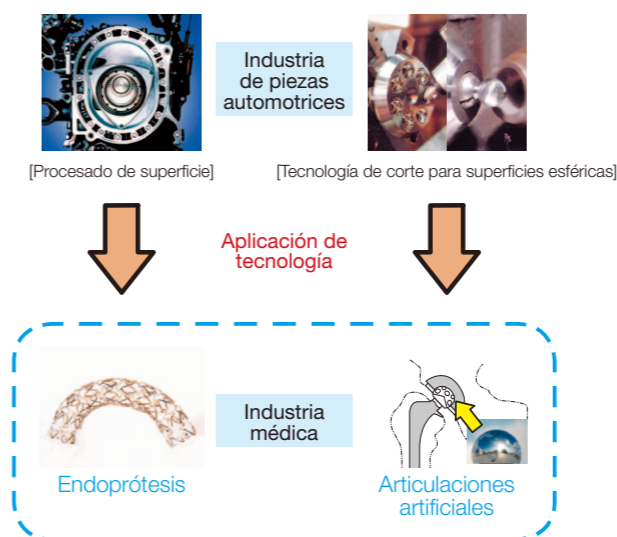 Industria
de piezas
automotrices
[Procesado de superficie]
[Tecnología de corte para superficies esféricas]
Aplicación de
tecnología
Industria
médica
Endoprótesis
Articulaciones
artificiales